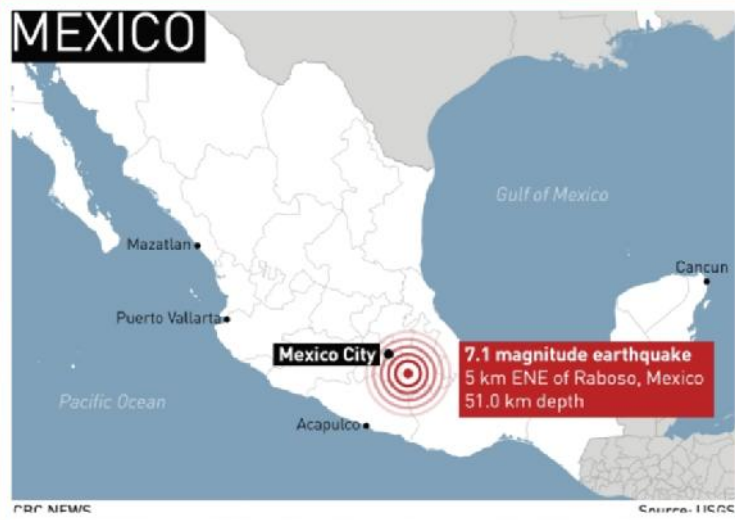 MEXICO
Gulf of Mexico
Mazatlan
Cancun
Puerto Vallarta
Mexico City
7.1 magnitude earthquake
5 km ENE of Raboso, Mexico
51.0 km depth
Pacific Ocean
Acapulco
CBC NEWS
Source: USGS